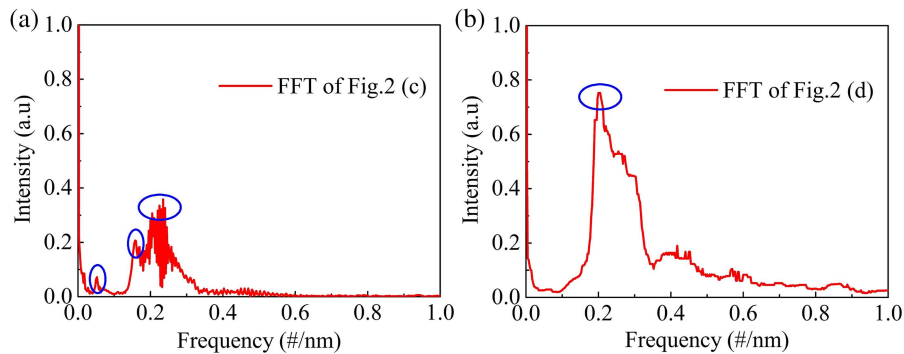 (a)
1.0
0.8
0.6
0.4
0.2
0.0
Intensity (a.u)
FFT of Fig.2 (c)
0.0 0.2 0.4 0.6 0.8 1.0
Frequency (#/nm)
(b)
1.0
0.8
0.6
0.4
0.2
0.0
Intensity (a.u)
FFT of Fig.2 (d)
0.0 0.2 0.4 0.6 0.8 1.0
Frequency (#/nm)